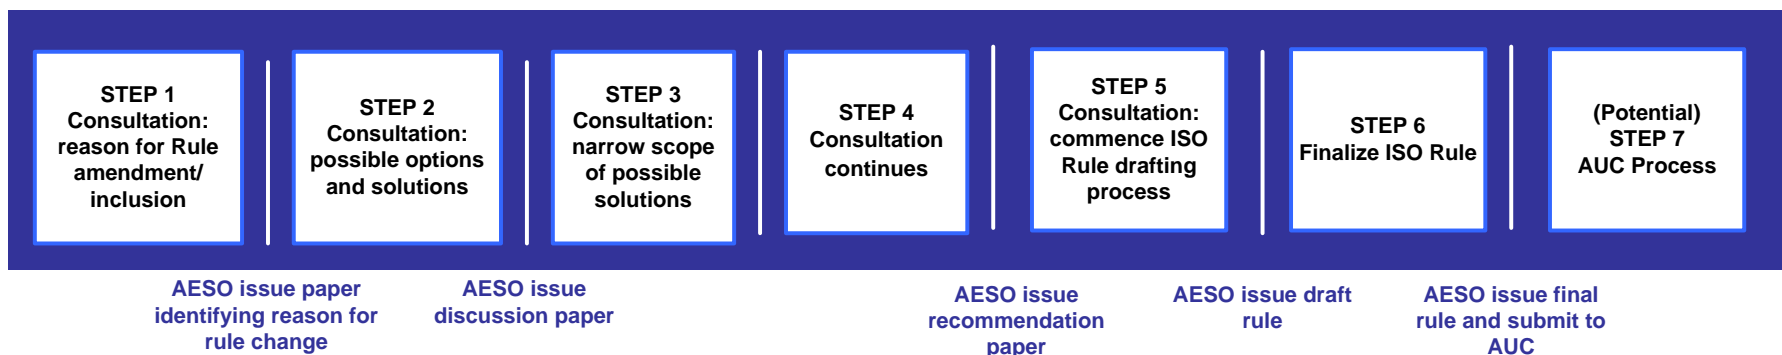 STEP 1
Consultation:
reason for Rule
amendment/
inclusion
STEP 2
Consultation:
possible options
and solutions
STEP 3
Consultation:
narrow scope
of possible
solutions
STEP 4
Consultation
continues
STEP 5
Consultation:
commence ISO
Rule drafting
process
STEP 6
Finalize ISO Rule
(Potential)
STEP 7
AUC Process
AESO issue paper
identifying reason for
rule change
AESO issue
discussion paper
AESO issue
recommendation
paper
AESO issue draft
rule
AESO issue final
rule and submit to
AUC